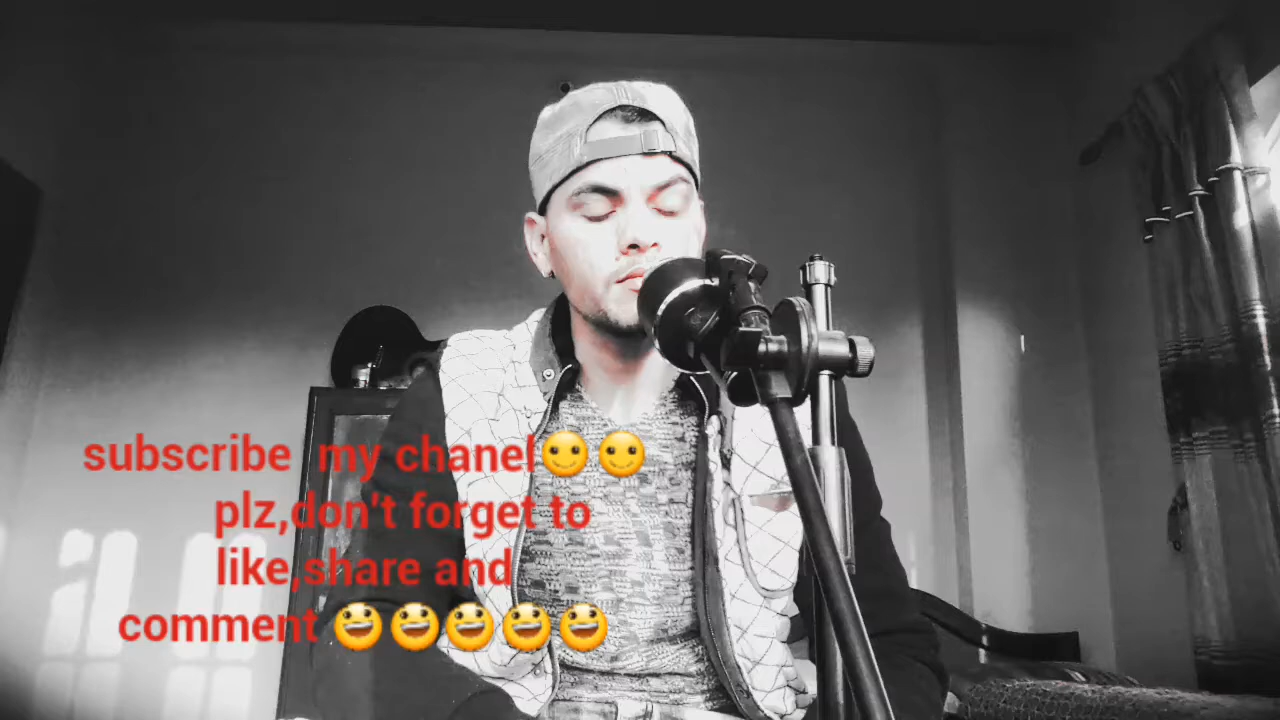 subscribe  my chanel🙂🙂
plz,don't forget to
like,share and
comment 😃😃😃😃😃